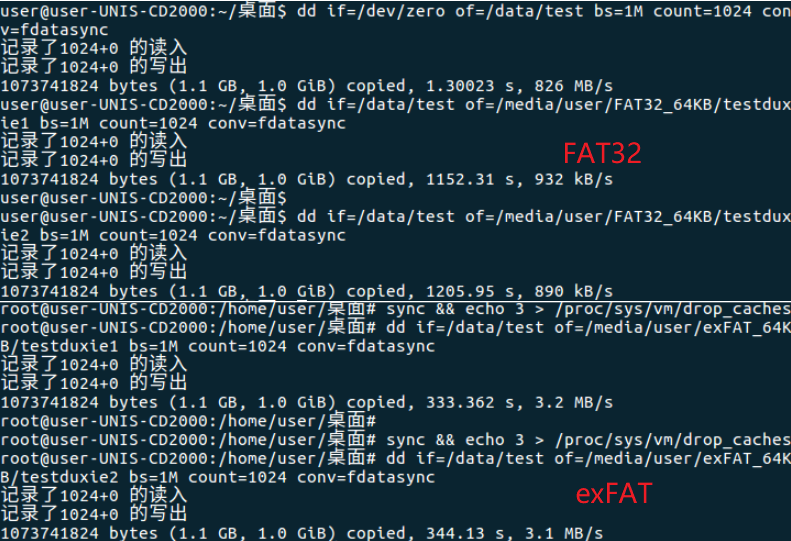 user@user-UNIS-CD2000:~/桌面$ dd if=/dev/zero of=/data/test bs=1M count=1024 con
v=fdatasync
记录了1024+0 的读入
记录了1024+0 的写出
1073741824 bytes (1.1 GB, 1.0 GiB) copied, 1.30023 s, 826 MB/s
user@user-UNIS-CD2000:~/桌面$ dd if=/data/test of=/media/user/FAT32_64KB/testdux
ie1 bs=1M count=1024 conv=fdatasync
记录了1024+0 的读入
记录了1024+0 的写出
FAT32
1073741824 bytes (1.1 GB, 1.0 GiB) copied, 1152.31 s, 932 kB/s
user@user-UNIS-CD2000:~/桌面$
user@user-UNIS-CD2000:~/桌面$ dd if=/data/test of=/media/user/FAT32_64KB/testdux
ie2 bs=1M count=1024 conv=fdatasync
记录了1024+0 的读入
记录了1024+0 的写出
1073741824 bytes (1.1 GB, 1.0 GiB) copied, 1205.95 s, 890 kB/s
root@user-UNIS-CD2000:/home/user/桌面# sync && echo 3 > /proc/sys/vm/drop_caches
root@user-UNIS-CD2000:/home/user/桌面# dd if=/data/test of=/media/user/exFAT_64K
B/testduxie1 bs=1M count=1024 conv=fdatasync
记录了1024+0 的读入
记录了1024+0 的写出
1073741824 bytes (1.1 GB, 1.0 GiB) copied, 333.362 s, 3.2 MB/s
root@user-UNIS-CD2000:/home/user/桌面#
root@user-UNIS-CD2000:/home/user/桌面# sync && echo 3 > /proc/sys/vm/drop_caches
root@user-UNIS-CD2000:/home/user/桌面# dd if=/data/test of=/media/user/exFAT_64K
B/testduxie2 bs=1M count=1024 conv=fdatasync
记录了1024+0 的读入
exFAT
记录了1024+0 的写出
1073741824 bytes (1.1 GB, 1.0 GiB) copied, 344.13 s, 3.1 MB/s